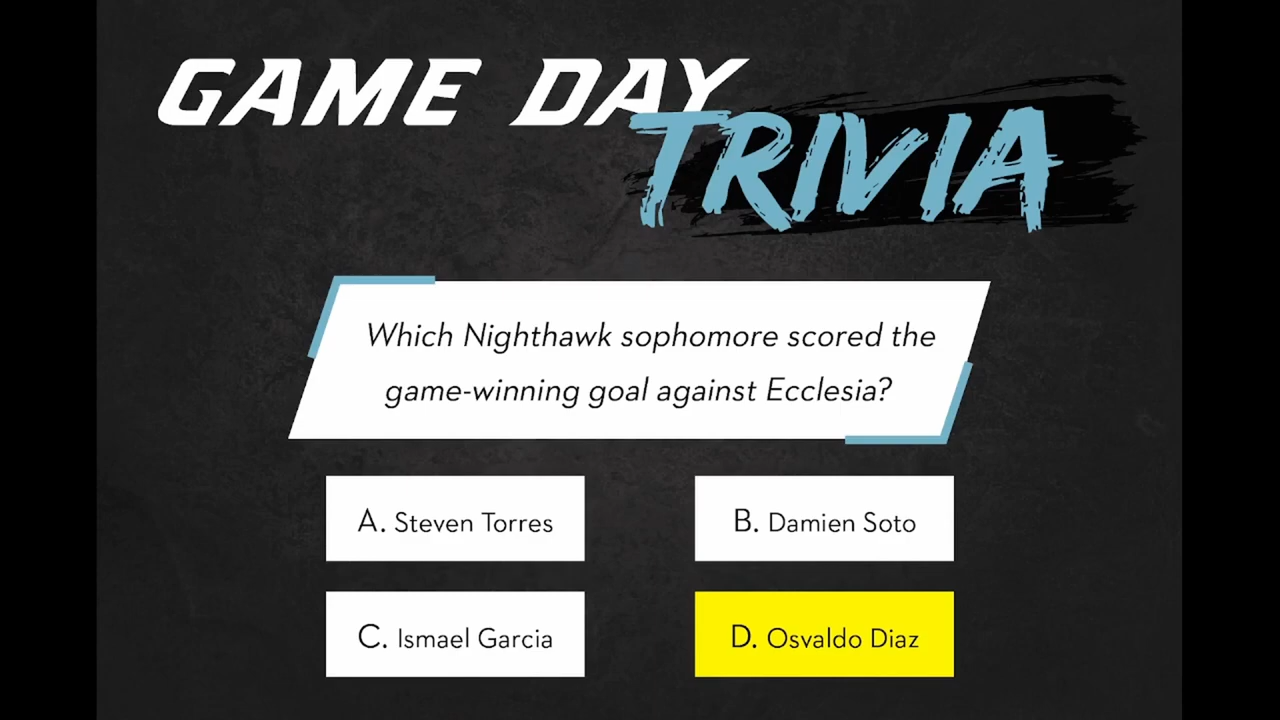 GAME DAY
TRIVIA
Which Nighthawk sophomore scored the
game-winning goal against Ecclesia?
A. Steven Torres
B. Damien Soto
C. Ismael Garcia
D. Osvaldo Diaz